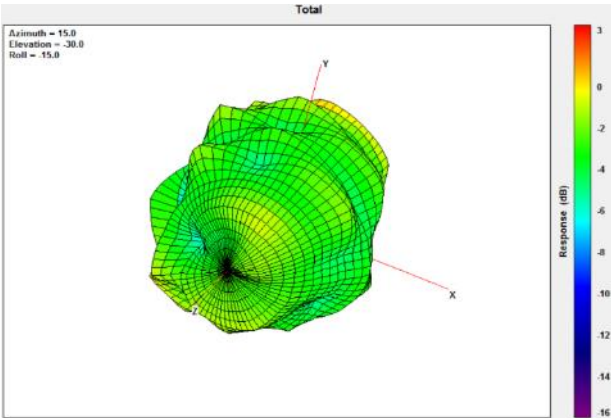 Total
Azimuth = 15.0
Elevation = -30.0
Roll = -15.0
Y
X
Z
3
0
-2
-4
-6
-8
-10
-12
-14
-16
Response (dB)